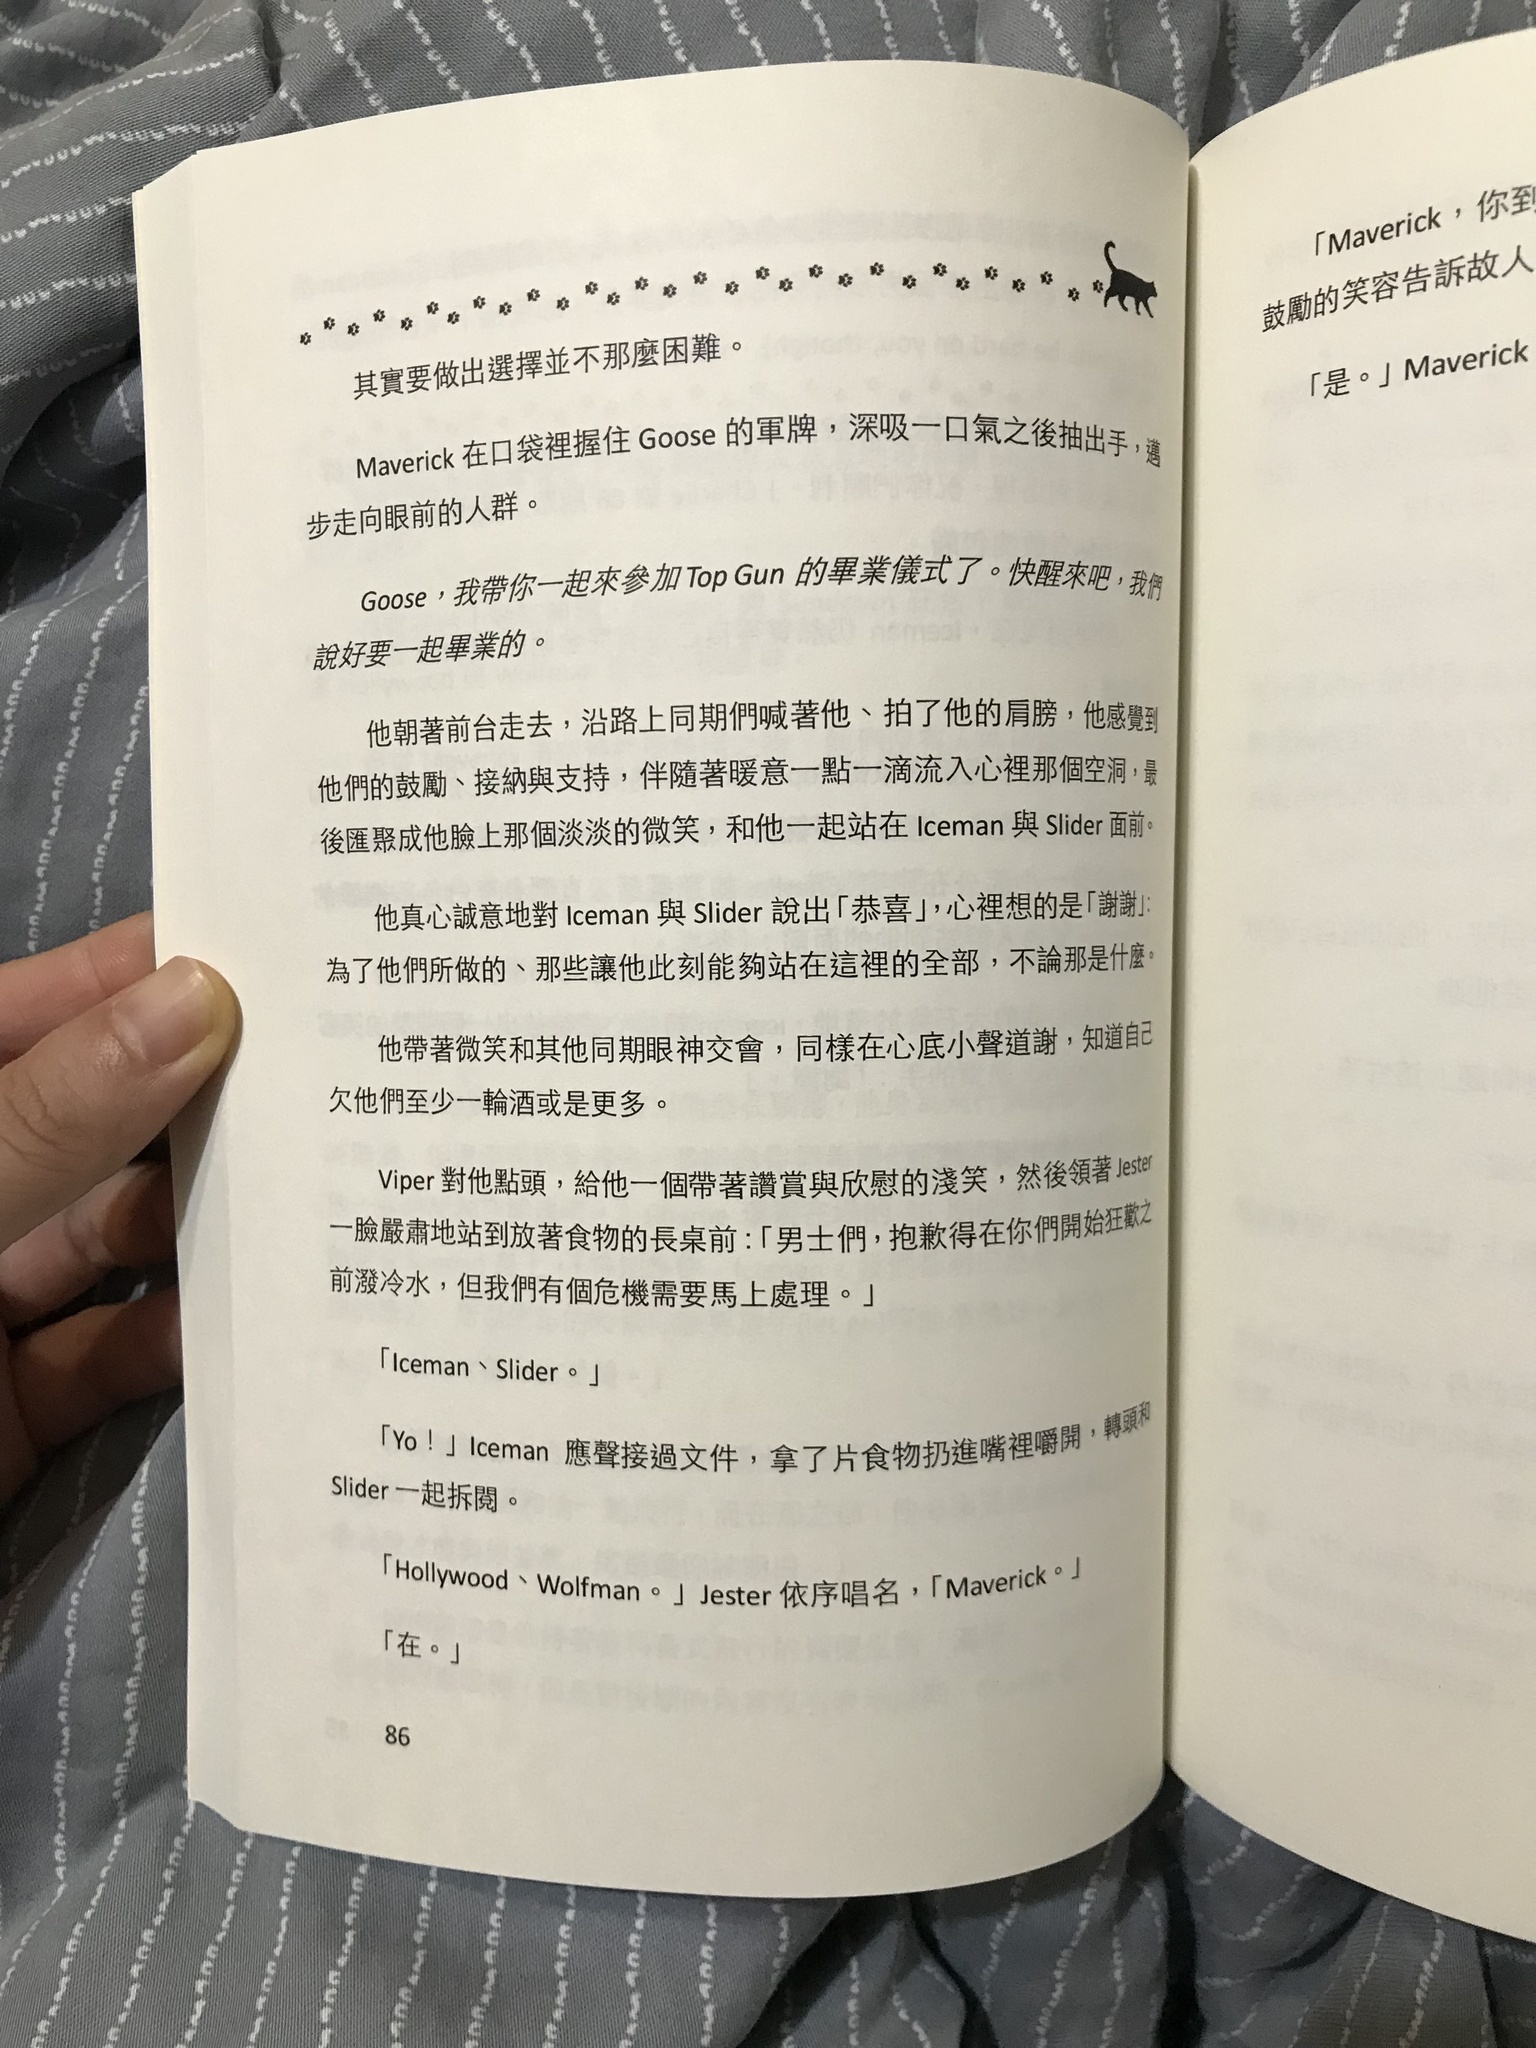 其實要做出選擇並不那麼困難。
Maverick 在口袋裡握住 Goose 的軍牌，深吸一口氣之後抽出手，邁
步走向眼前的人群。
Goose，我帶你一起來參加 Top Gun 的畢業儀式了。快醒來吧，我們
說好要一起畢業的。
他朝著前台走去，沿路上同期們喊著他、拍了他的肩膀，他感覺到
他們的鼓勵、接納與支持，伴隨著暖意一點一滴流入心裡那個空洞，最
後匯聚成他臉上那個淡淡的微笑，和他一起站在 Iceman 與 Slider 面前。
他真心誠意地對 Iceman 與 Slider 說出「恭喜」，心裡想的是「謝謝」：
為了他們所做的、那些讓他此刻能夠站在這裡的全部，不論那是什麼。
他帶著微笑和其他同期眼神交會，同樣在心底小聲道謝，知道自己
欠他們至少一輪酒或是更多。
Viper 對他點頭，給他一個帶著讚賞與欣慰的淺笑，然後領著 Jester
一臉嚴肅地站到放著食物的長桌前：「男士們，抱歉得在你們開始狂歡之
前潑冷水，但我們有個危機需要馬上處理。」
「Iceman、Slider。」
「Yo！」Iceman 應聲接過文件，拿了片食物扔進嘴裡嚼開，轉頭和
Slider 一起拆閱。
「Hollywood、Wolfman。」Jester 依序唱名，「Maverick。」
「在。」
86
「Maverick，你到
鼓勵的笑容告訴故人
「是。」Maverick